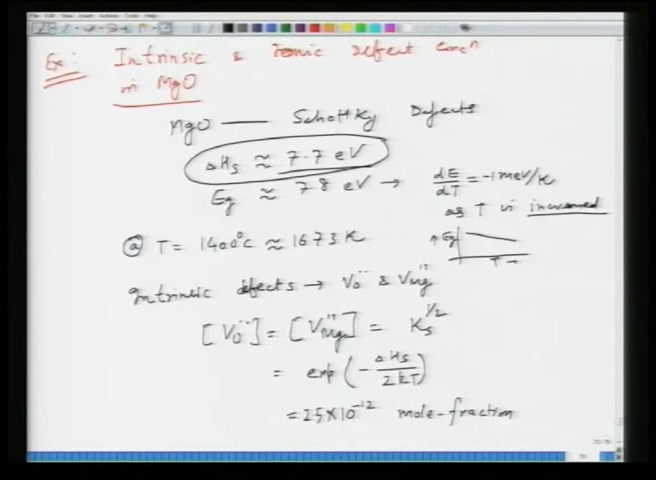 Ex: Intrinsic & Ionic defect concⁿ
in MgO
MgO —— Schottky Defects
ΔHs ≈ 7.7 eV
Eg ≈ 7.8 eV → dE/dT = -1 meV/K
as T is increased
↑ Eg
T →
@ T = 1400°C ≈ 1673 K
Intrinsic defects → Vo¨ & VMg''
[Vo¨] = [VMg''] = Ks^1/2
= exp(-ΔHs/2kT)
= 2.5×10^-12 mole-fraction